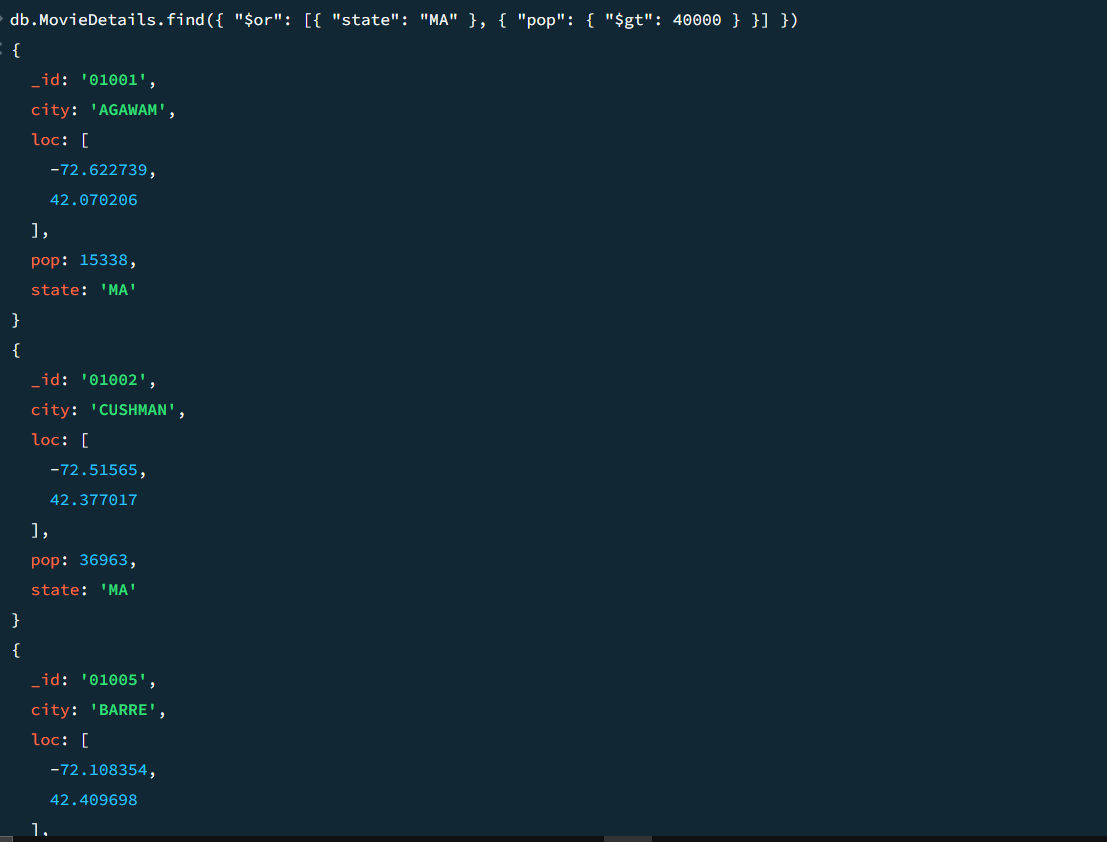 db.MovieDetails.find({ "$or": [{ "state": "MA" }, { "pop": { "$gt": 40000 } }] })
{
  _id: '01001',
  city: 'AGAWAM',
  loc: [
    -72.622739,
    42.070206
  ],
  pop: 15338,
  state: 'MA'
}
{
  _id: '01002',
  city: 'CUSHMAN',
  loc: [
    -72.51565,
    42.377017
  ],
  pop: 36963,
  state: 'MA'
}
{
  _id: '01005',
  city: 'BARRE',
  loc: [
    -72.108354,
    42.409698
  ],